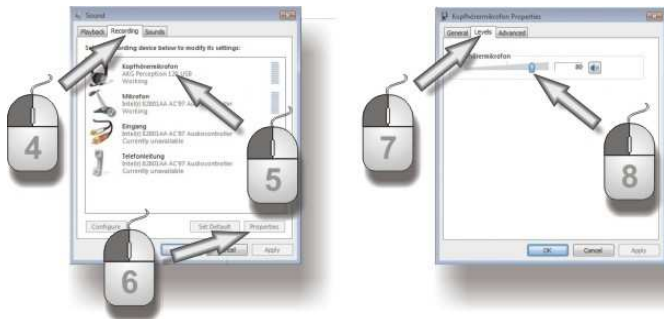 Sound
Playback Recording Sounds
recording device below to modify its settings:
Kopfhörermikrofon
AKG Perception 120 USB
Working
Mikrofon
Intel(r) 82801AA AC'97 Audiocontroller
Working
Eingang
Intel(r) 82801AA AC'97 Audiocontroller
Currently unavailable
Telefonleitung
Intel(r) 82801AA AC'97 Audiocontroller
Currently unavailable
Configure Set Default Properties
Apply
4
5
6
Kopfhörermikrofon Properties
General Levels Advanced
80
OK Cancel Apply
7
8